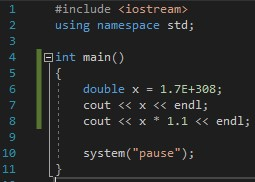 1 #include <iostream>
2 using namespace std;
3
4 int main()
5 {
6 double x = 1.7E+308;
7 cout << x << endl;
8 cout << x * 1.1 << endl;
9
10 system("pause");
11 }